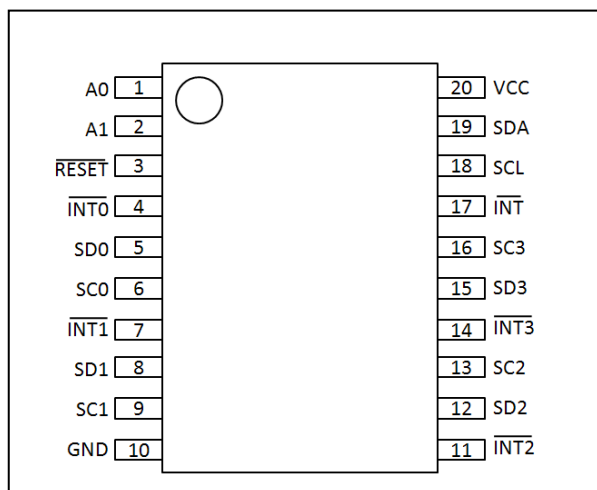 A0 1 20 VCC
A1 2 19 SDA
RESET 3 18 SCL
INT0 4 17 INT
SD0 5 16 SC3
SC0 6 15 SD3
INT1 7 14 INT3
SD1 8 13 SC2
SC1 9 12 SD2
GND 10 11 INT2